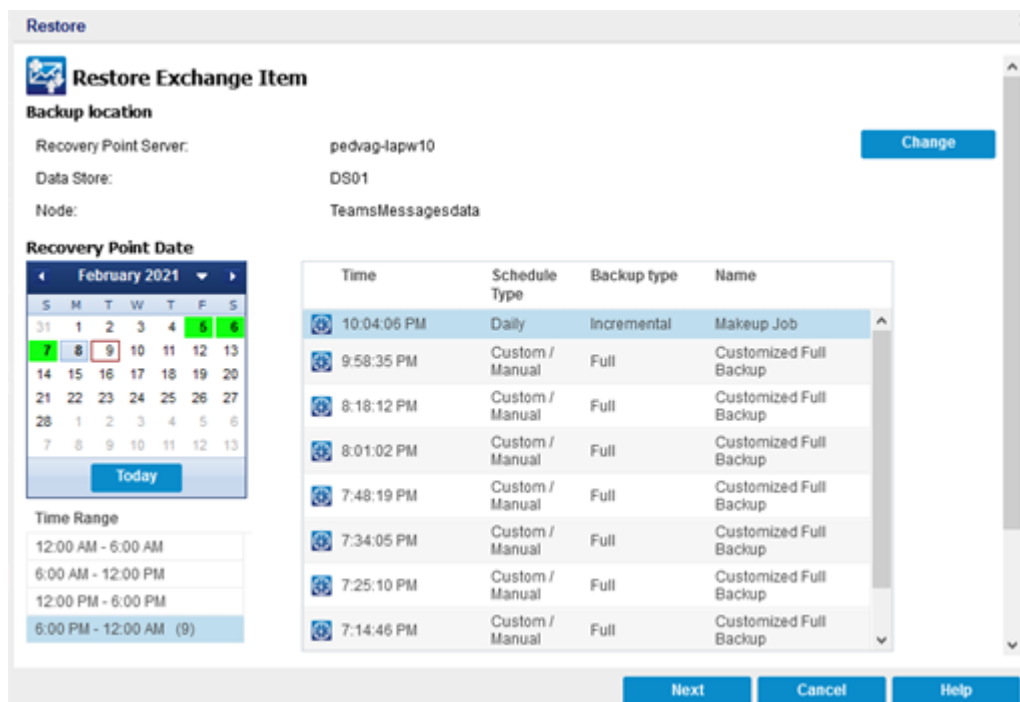 Restore
Restore Exchange Item
Backup location
Recovery Point Server: pedvag-lapw10 Change
Data Store: DS01
Node: TeamsMessagesdata
Recovery Point Date
February 2021
S M T W T F S
31 1 2 3 4 5 6
7 8 9 10 11 12 13
14 15 16 17 18 19 20
21 22 23 24 25 26 27
28 1 2 3 4 5 6
7 8 9 10 11 12 13
Today
Time Range
12:00 AM - 6:00 AM
6:00 AM - 12:00 PM
12:00 PM - 6:00 PM
6:00 PM - 12:00 AM (9)
Time Schedule Type Backup type Name
10:04:06 PM Daily Incremental Makeup Job
9:58:35 PM Custom / Manual Full Customized Full Backup
8:18:12 PM Custom / Manual Full Customized Full Backup
8:01:02 PM Custom / Manual Full Customized Full Backup
7:48:19 PM Custom / Manual Full Customized Full Backup
7:34:05 PM Custom / Manual Full Customized Full Backup
7:25:10 PM Custom / Manual Full Customized Full Backup
7:14:46 PM Custom / Manual Full Customized Full Backup
Next Cancel Help